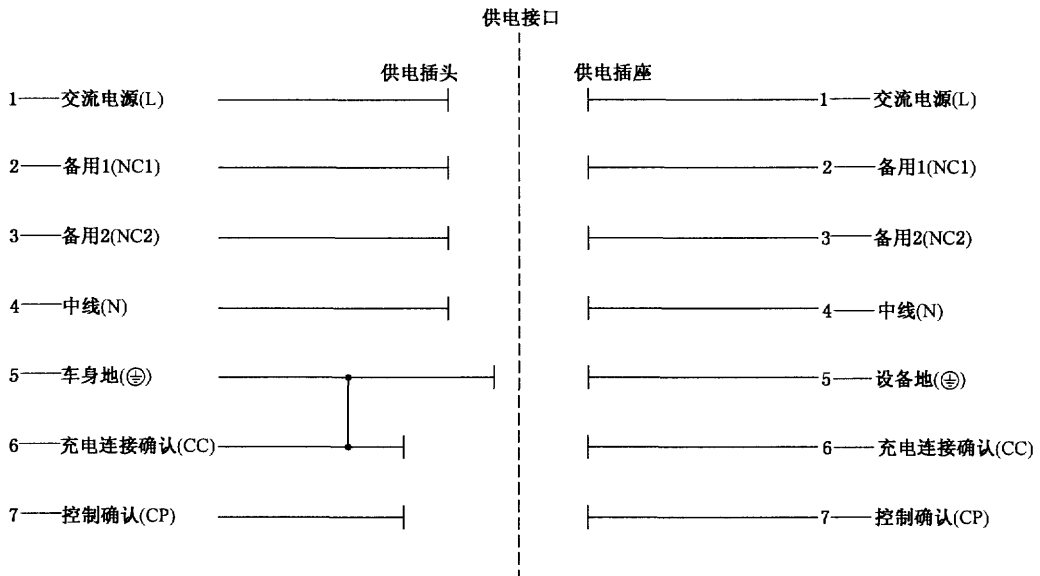 供电接口
供电插头 供电插座
1——交流电源(L) 1——交流电源(L)
2——备用1(NC1) 2——备用1(NC1)
3——备用2(NC2) 3——备用2(NC2)
4——中线(N) 4——中线(N)
5——车身地(⏚) 5——设备地(⏚)
6——充电连接确认(CC) 6——充电连接确认(CC)
7——控制确认(CP) 7——控制确认(CP)